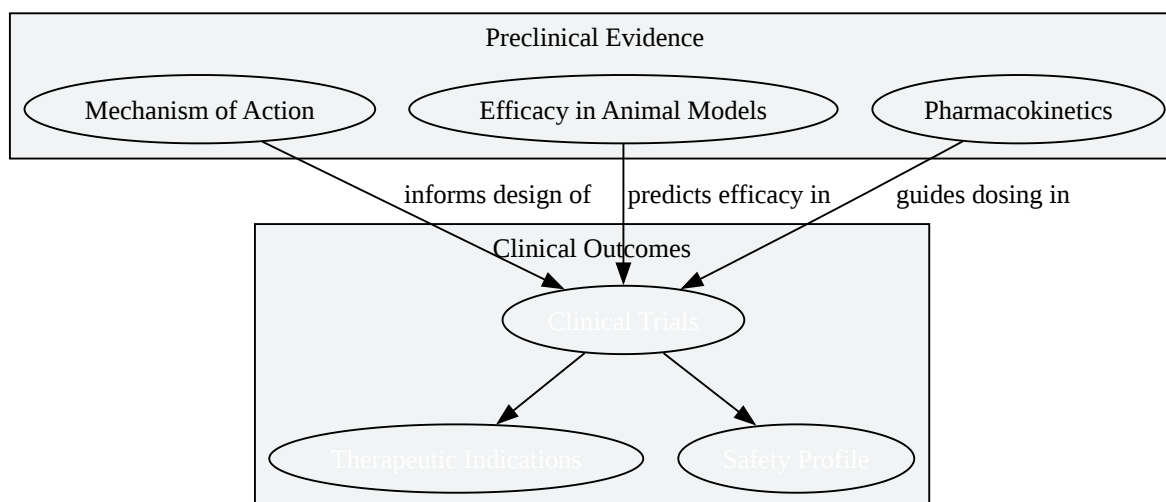 Preclinical Evidence
Mechanism of Action
Efficacy in Animal Models
Pharmacokinetics
informs design of
predicts efficacy in
guides dosing in
Clinical Outcomes
Clinical Trials
Therapeutic Indications
Safety Profile